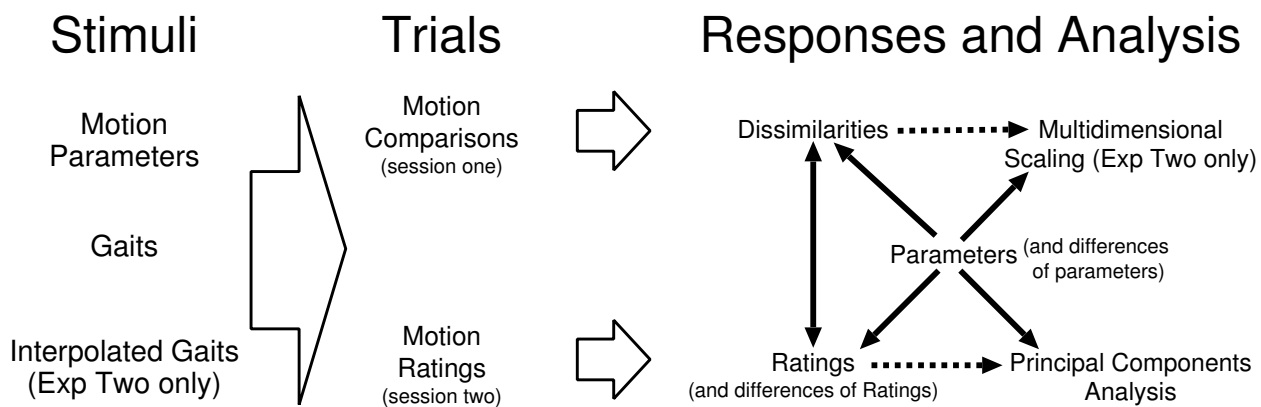 Stimuli
Trials
Responses and Analysis
Motion
Parameters
Gaits
Interpolated Gaits
(Exp Two only)
Motion
Comparisons
(session one)
Motion
Ratings
(session two)
Dissimilarities
Multidimensional
Scaling (Exp Two only)
Parameters (and differences
of parameters)
Ratings
(and differences of Ratings)
Principal Components
Analysis